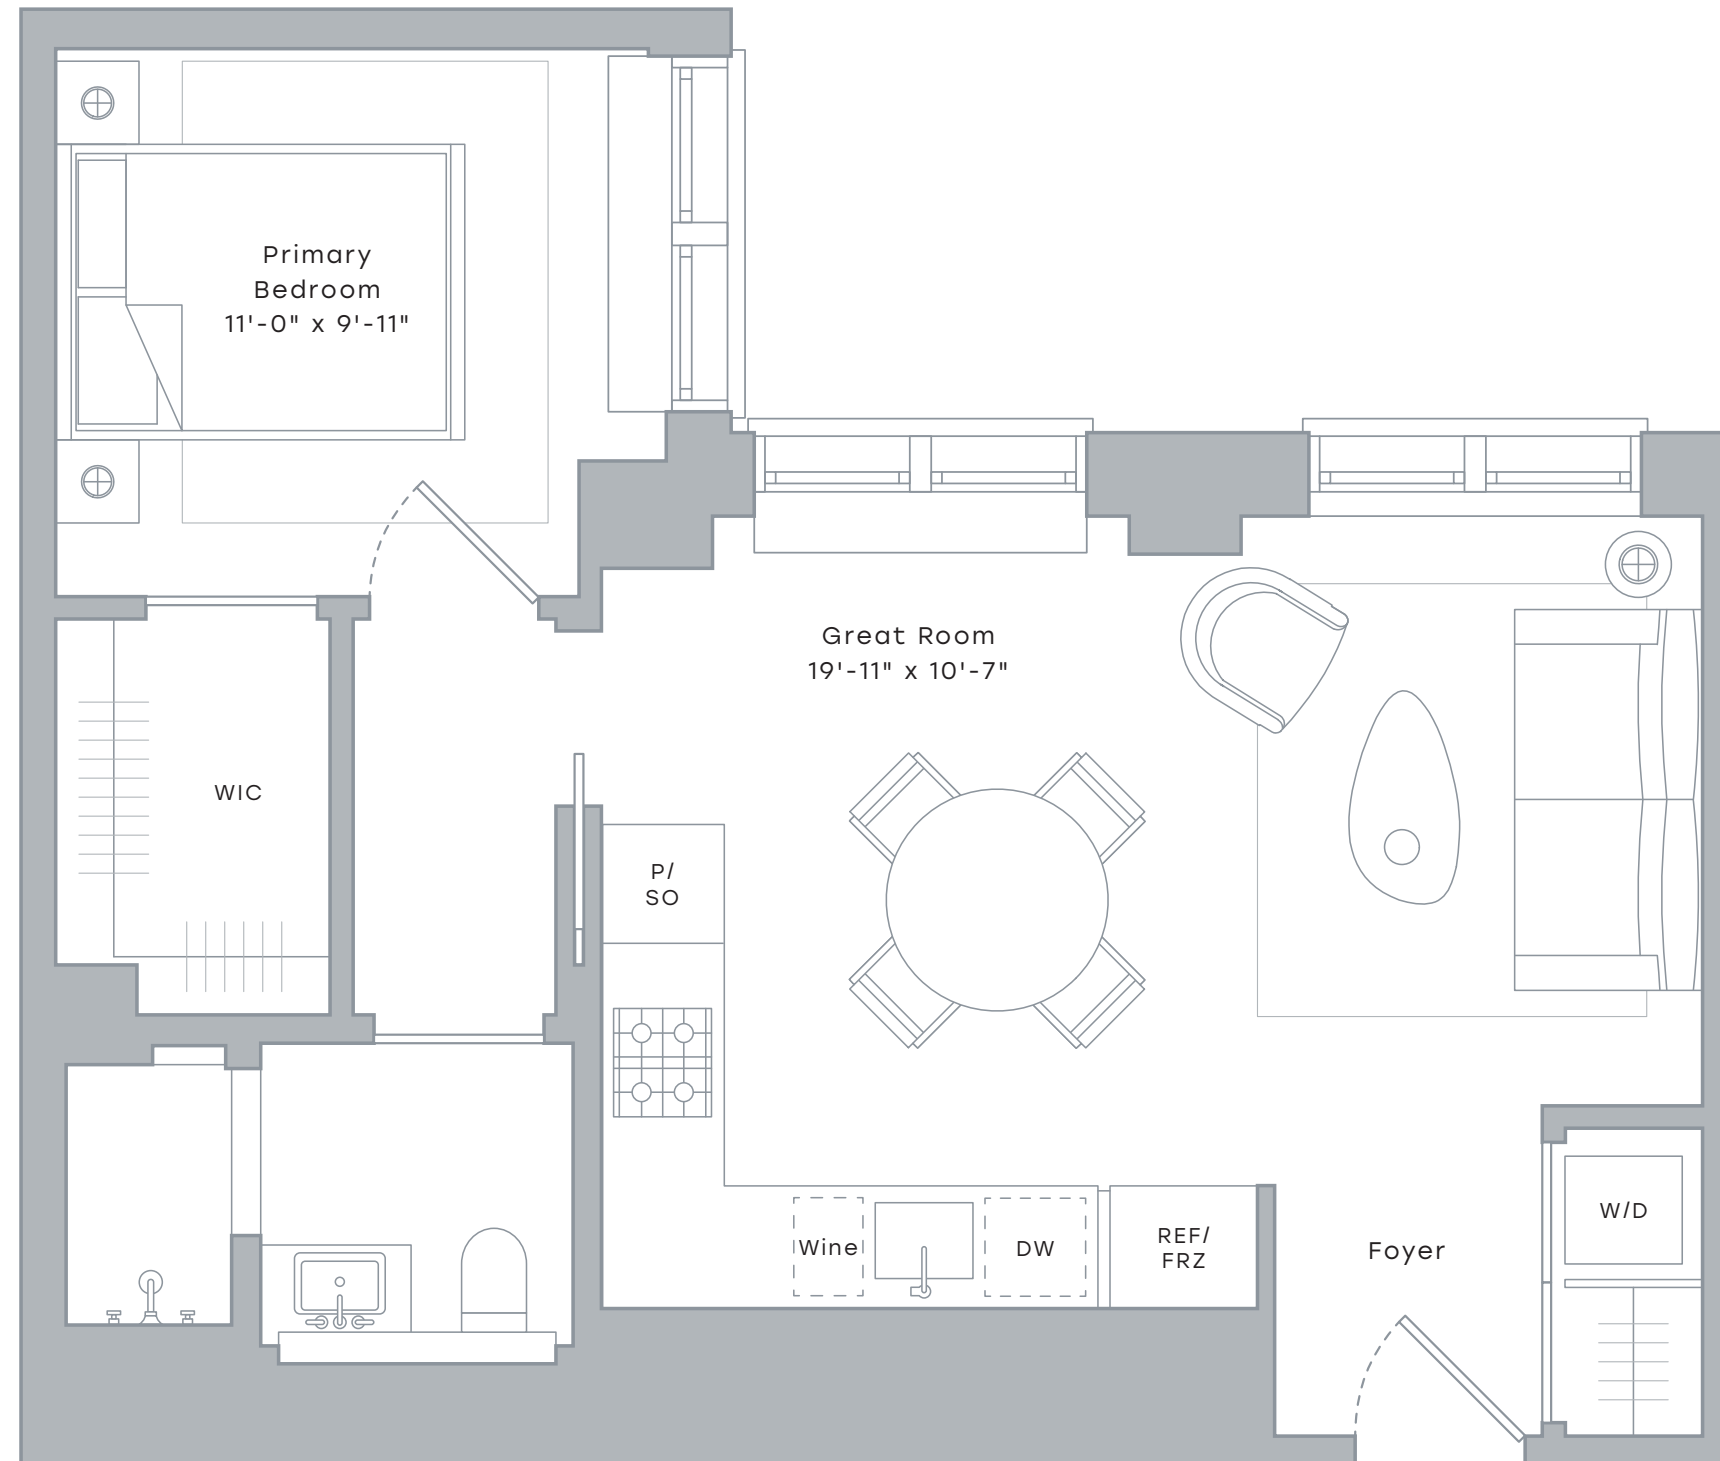 Primary
Bedroom
11'-0" x 9'-11"
Great Room
19'-11" x 10'-7"
WIC
P/
SO
Wine
DW
REF/
FRZ
Foyer
W/D